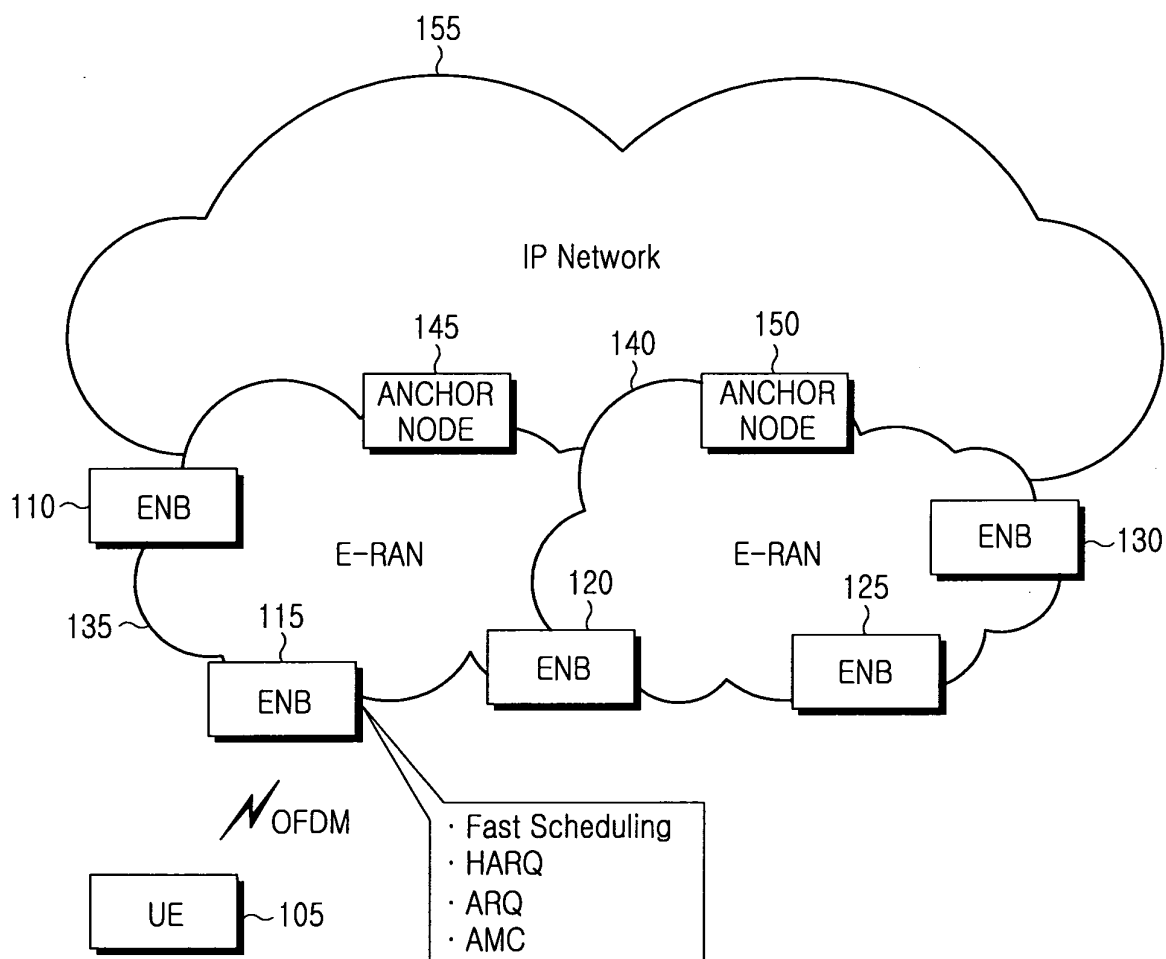 155
IP Network
145
140
150
ANCHOR
NODE
ANCHOR
NODE
110
ENB
E-RAN
E-RAN
ENB
130
135
115
120
125
ENB
ENB
ENB
OFDM
· Fast Scheduling
· HARQ
· ARQ
· AMC
UE
105